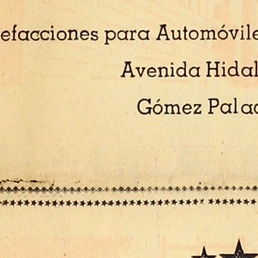 efacciones para Automóvile
Avenida Hidal
Gómez Palac